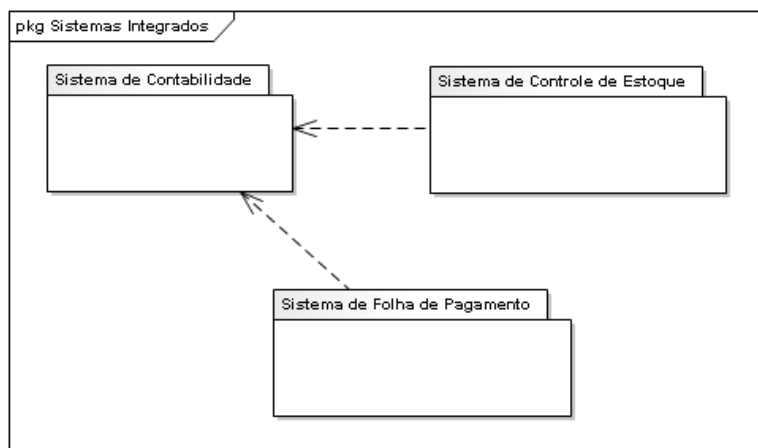 pkg Sistemas Integrados
Sistema de Contabilidade
Sistema de Controle de Estoque
Sistema de Folha de Pagamento